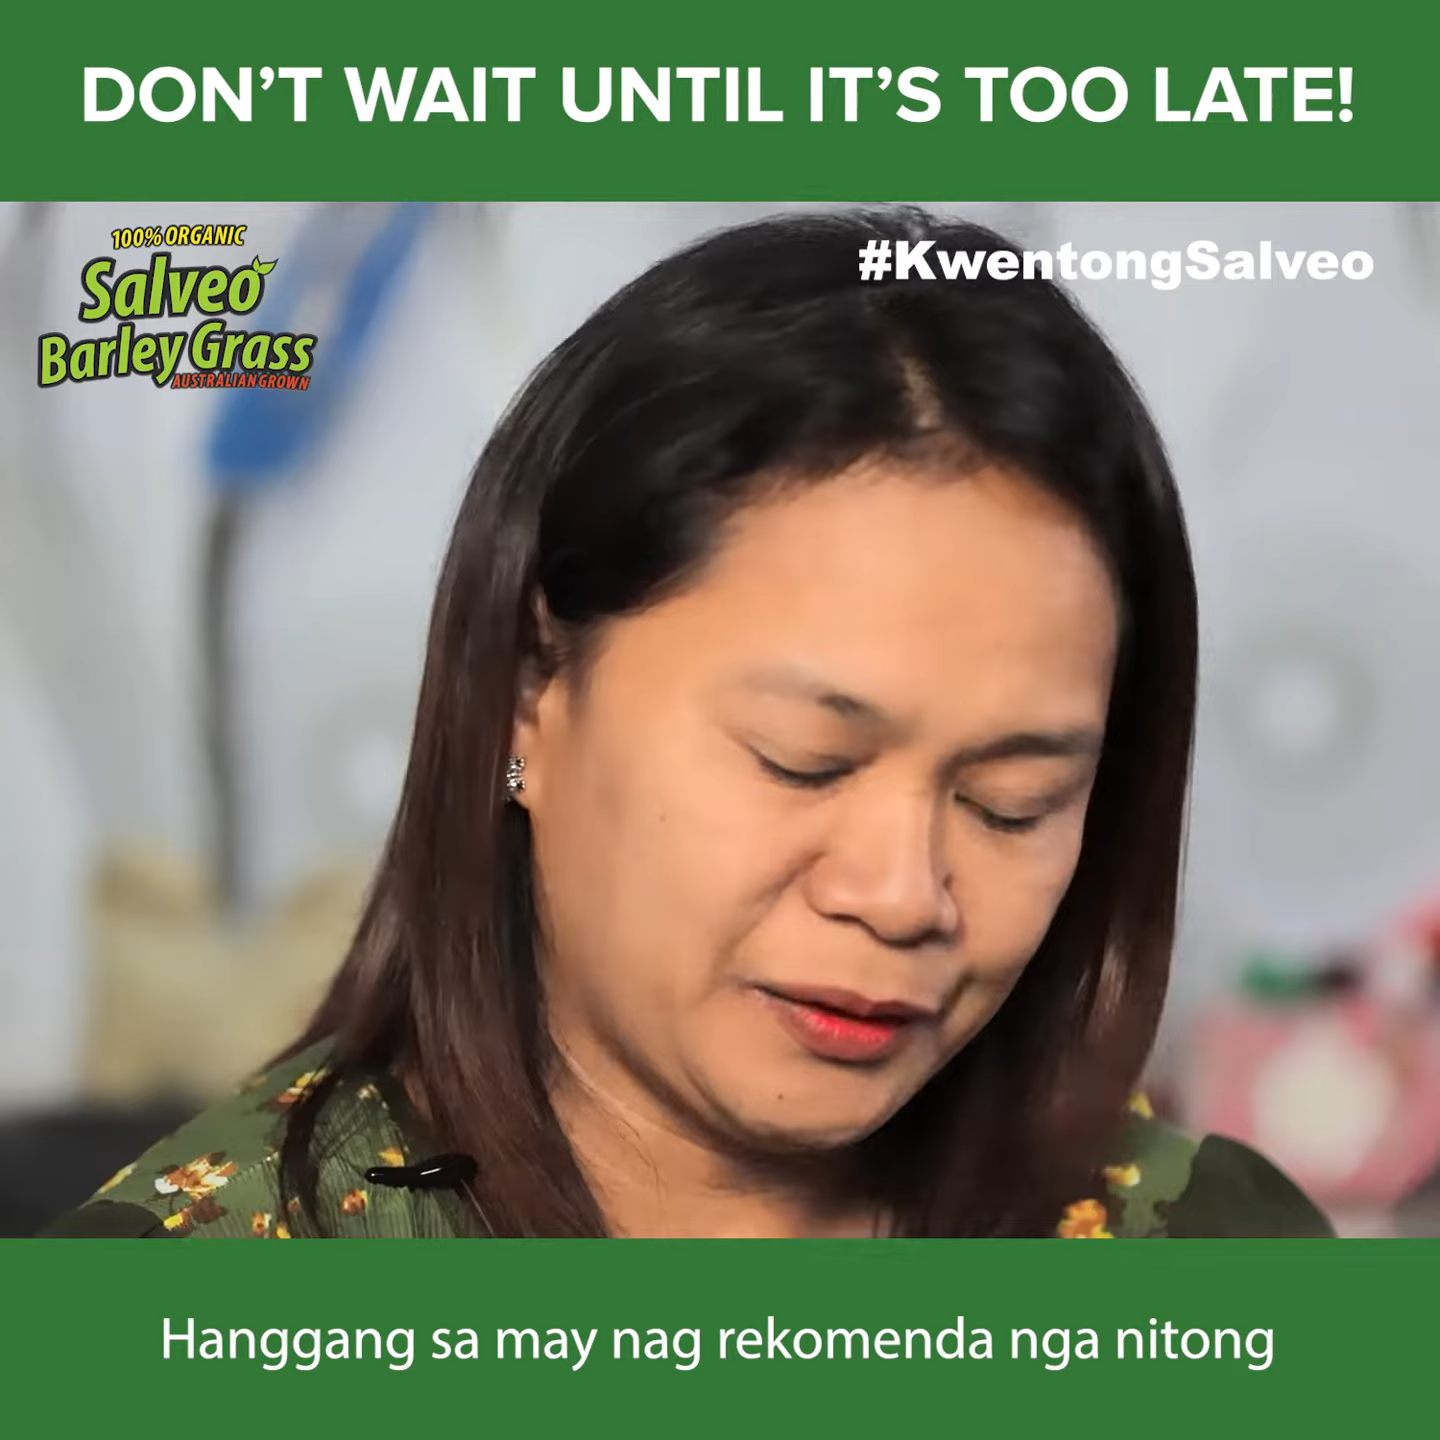 DON'T WAIT UNTIL IT'S TOO LATE!
100% ORGANIC
Salveo
Barley Grass
AUSTRALIAN GROWN
#KwentongSalveo
Hanggang sa may nag rekomenda nga nitong